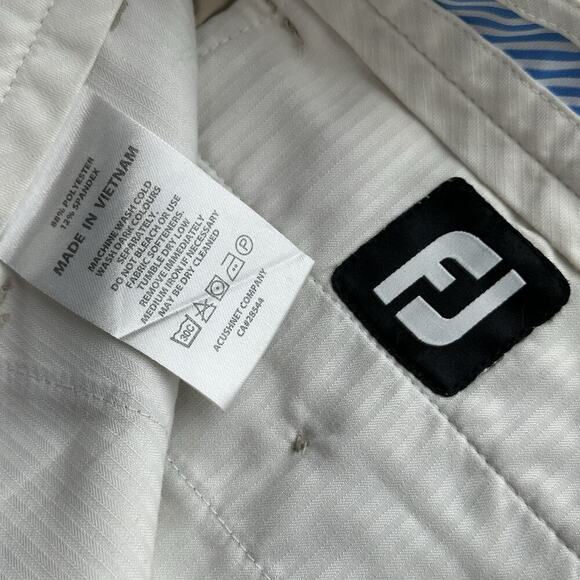 88% POLYESTER
12% SPANDEX
MADE IN VIETNAM
MACHINE WASH COLD
WASH DARK COLOURS
SEPARATELY.
DO NOT BLEACH OR USE
FABRIC SOFTENERS.
TUMBLE DRY LOW
REMOVE IMMEDIATELY
MEDIUM IRON IF NECESSARY
MAY BE DRY CLEANED
30C
ACUSHNET COMPANY
CA#28544
FJ